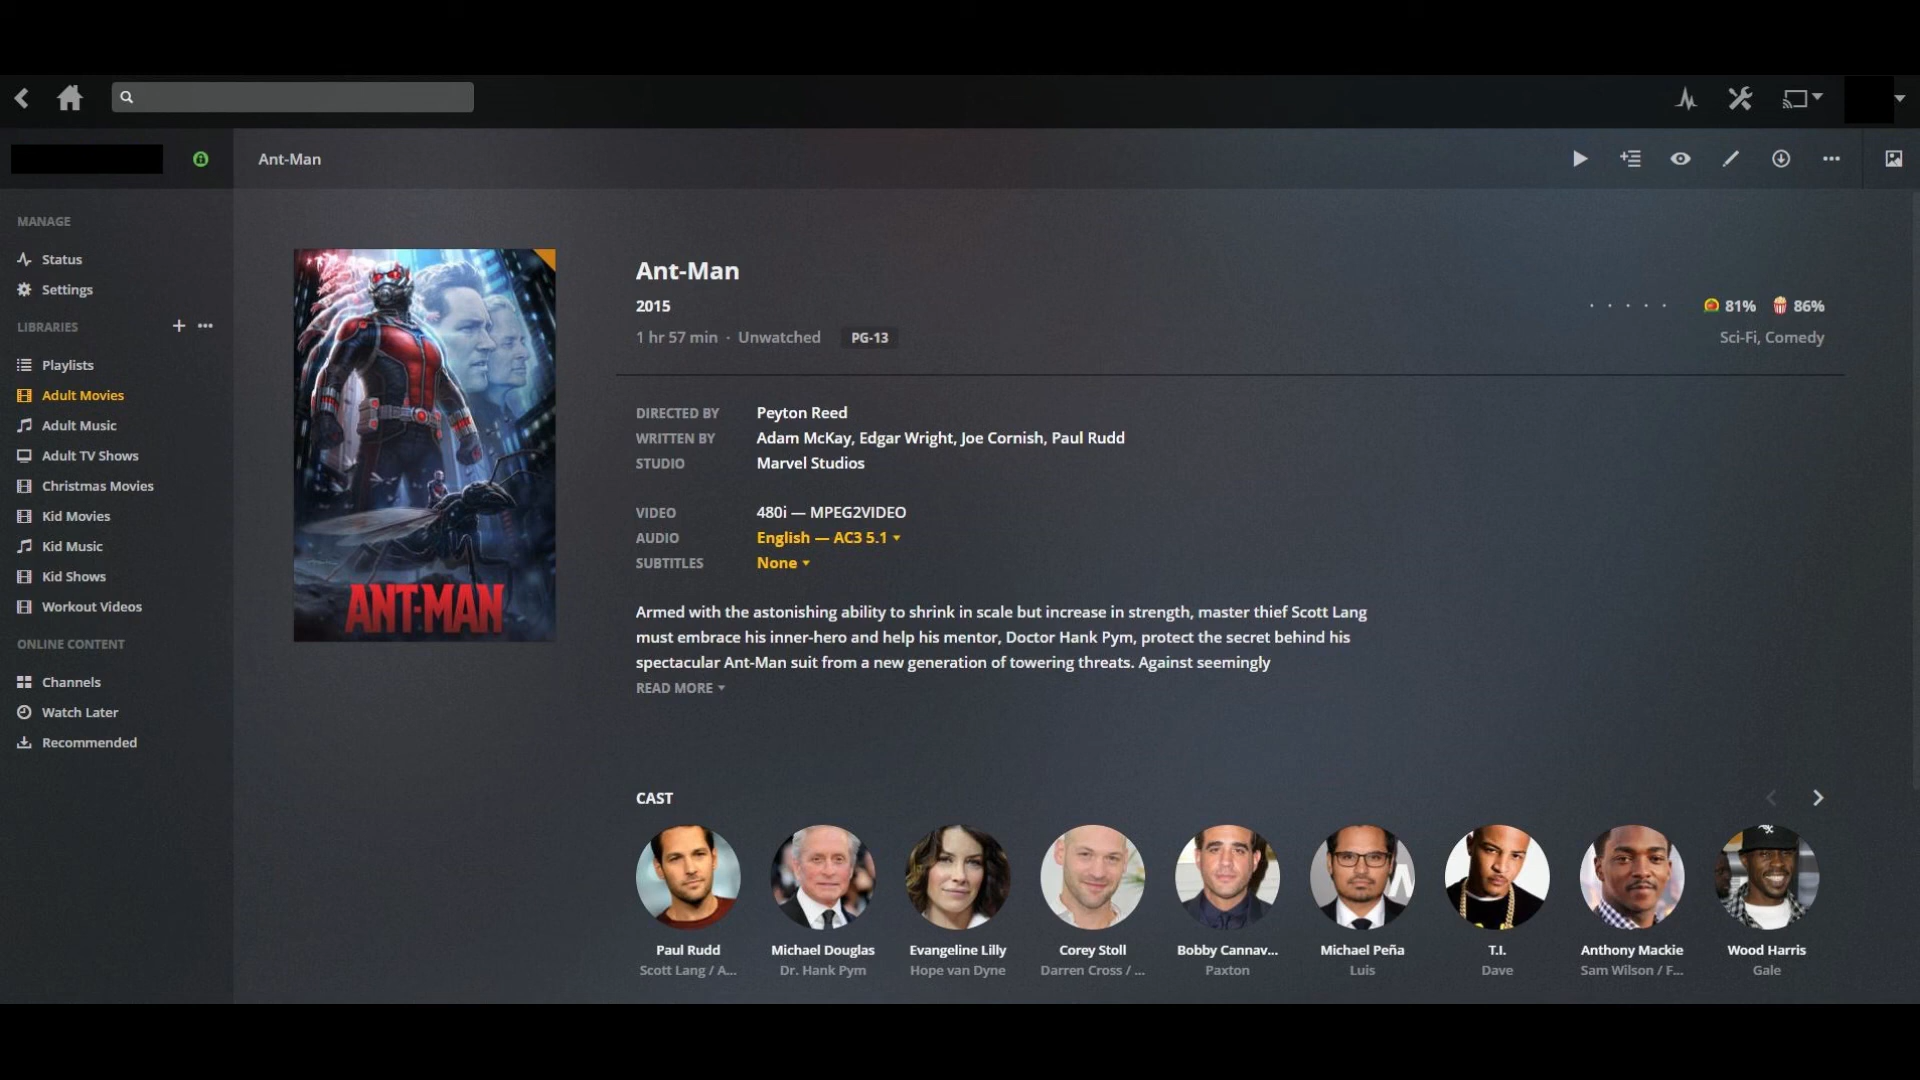 Ant-Man
MANAGE
Status
Settings
LIBRARIES
Playlists
Adult Movies
Adult Music
Adult TV Shows
Christmas Movies
Kid Movies
Kid Music
Kid Shows
Workout Videos
ONLINE CONTENT
Channels
Watch Later
Recommended
ANT-MAN
Ant-Man
2015
81% 86%
1 hr 57 min · Unwatched PG-13
Sci-Fi, Comedy
DIRECTED BY Peyton Reed
WRITTEN BY Adam McKay, Edgar Wright, Joe Cornish, Paul Rudd
STUDIO Marvel Studios
VIDEO 480i — MPEG2VIDEO
AUDIO English — AC3 5.1
SUBTITLES None
Armed with the astonishing ability to shrink in scale but increase in strength, master thief Scott Lang
must embrace his inner-hero and help his mentor, Doctor Hank Pym, protect the secret behind his
spectacular Ant-Man suit from a new generation of towering threats. Against seemingly
READ MORE
CAST
Paul Rudd Michael Douglas Evangeline Lilly Corey Stoll Bobby Cannav... Michael Peña T.I. Anthony Mackie Wood Harris
Scott Lang / A... Dr. Hank Pym Hope van Dyne Darren Cross / ... Paxton Luis Dave Sam Wilson / F... Gale